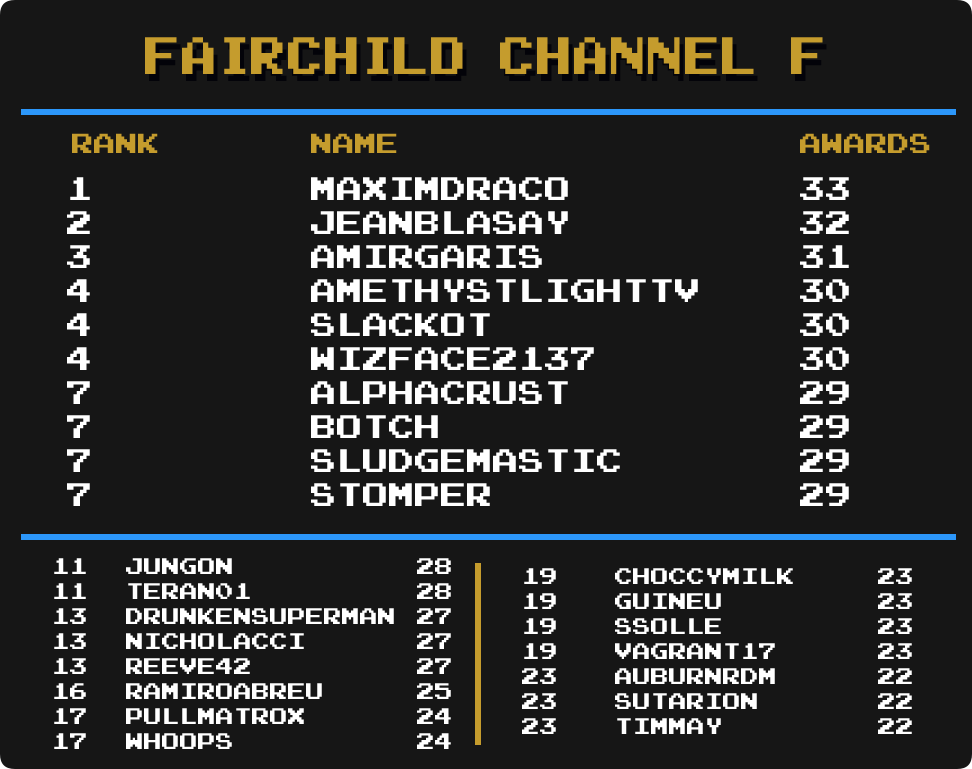 FAIRCHILD CHANNEL F
RANK NAME AWARDS
1 MAXIMDRACO 33
2 JEANBLASAY 32
3 AMIRGARIS 31
4 AMETHYSTLIGHTTV 30
4 SLACKOT 30
4 WIZFACE2137 30
7 ALPHACRUST 29
7 BOTCH 29
7 SLUDGEMASTIC 29
7 STOMPER 29
11 JUNGON 28
11 TERAN01 28
13 DRUNKENSUPERMAN 27
13 NICHOLACCI 27
13 REEVE42 27
16 RAMIROABREU 25
17 PULLMATROX 24
17 WHOOPS 24
19 CHOCCYMILK 23
19 GUINEU 23
19 SSOLLE 23
19 VAGRANT17 23
23 AUBURNRDM 22
23 SUTARION 22
23 TIMMAY 22